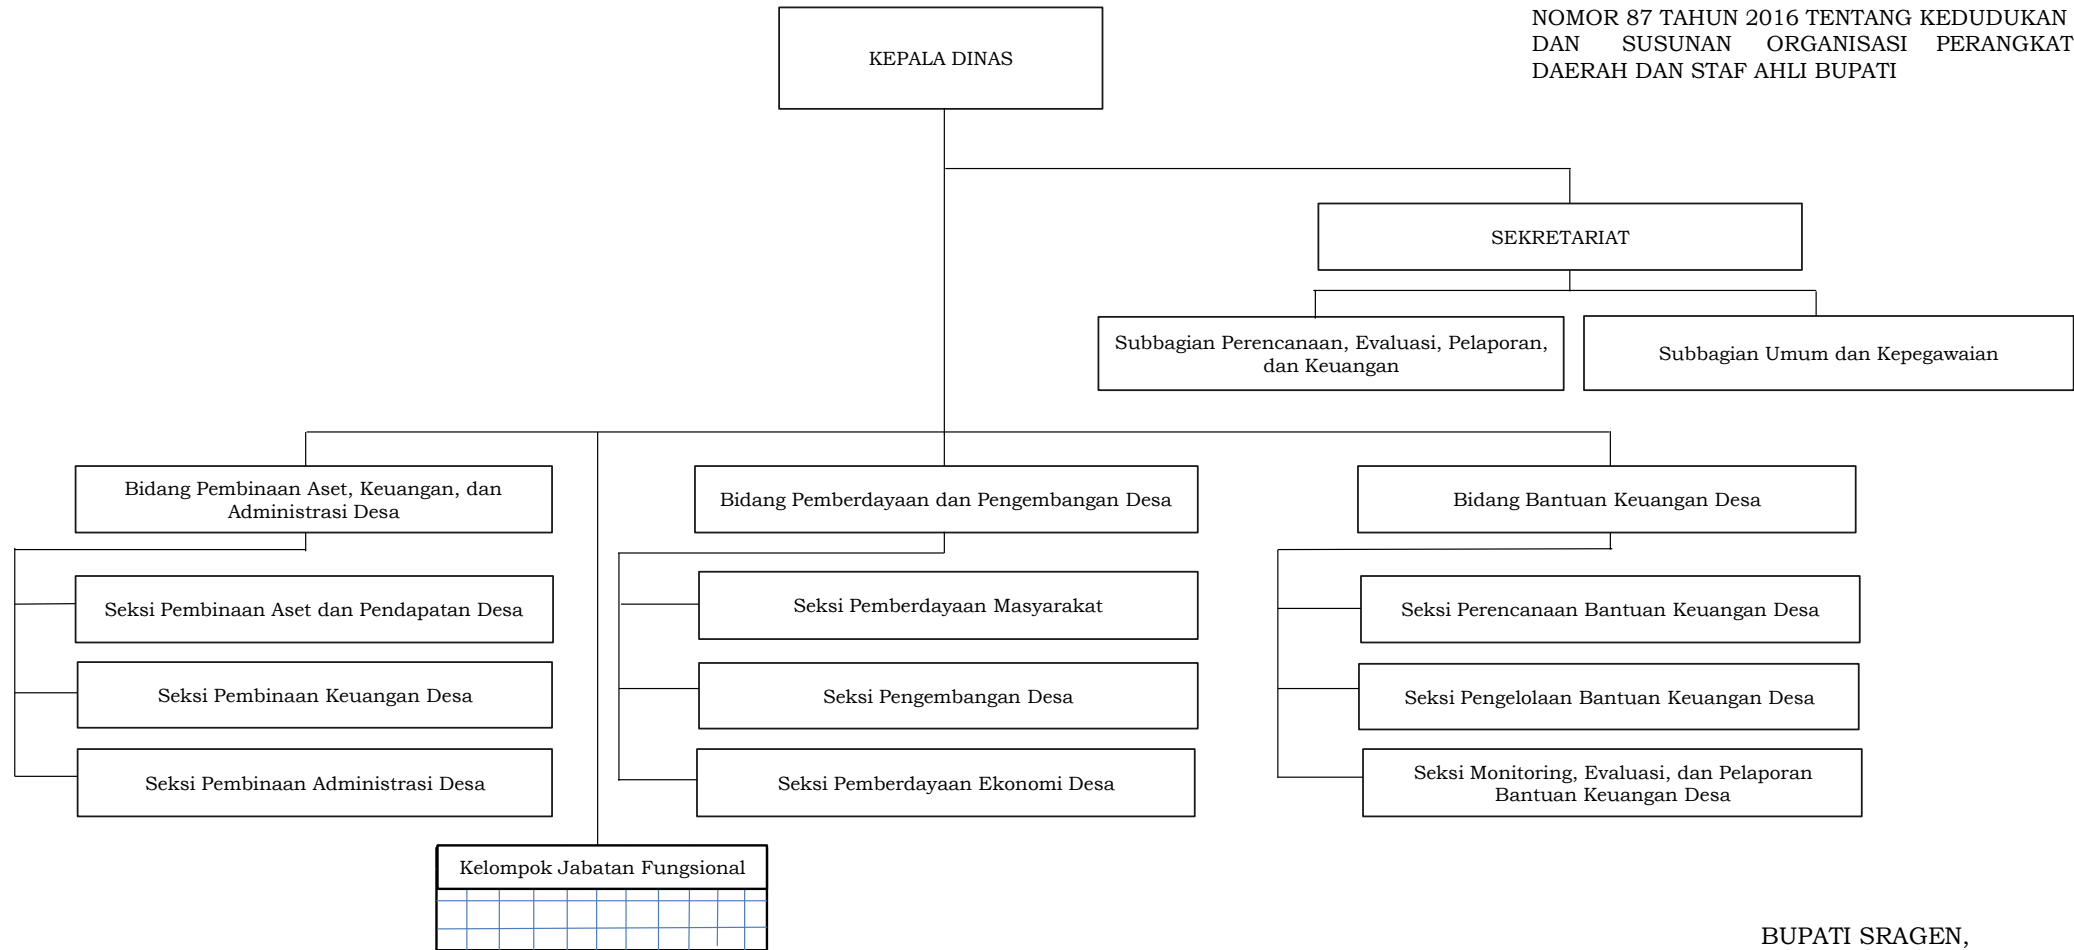 NOMOR 87 TAHUN 2016 TENTANG KEDUDUKAN
DAN SUSUNAN ORGANISASI PERANGKAT
DAERAH DAN STAF AHLI BUPATI
KEPALA DINAS
SEKRETARIAT
Subbagian Perencanaan, Evaluasi, Pelaporan,
dan Keuangan
Subbagian Umum dan Kepegawaian
Bidang Pembinaan Aset, Keuangan, dan
Administrasi Desa
Bidang Pemberdayaan dan Pengembangan Desa
Bidang Bantuan Keuangan Desa
Seksi Pembinaan Aset dan Pendapatan Desa
Seksi Pemberdayaan Masyarakat
Seksi Perencanaan Bantuan Keuangan Desa
Seksi Pembinaan Keuangan Desa
Seksi Pengembangan Desa
Seksi Pengelolaan Bantuan Keuangan Desa
Seksi Pembinaan Administrasi Desa
Seksi Pemberdayaan Ekonomi Desa
Seksi Monitoring, Evaluasi, dan Pelaporan
Bantuan Keuangan Desa
Kelompok Jabatan Fungsional
BUPATI SRAGEN,